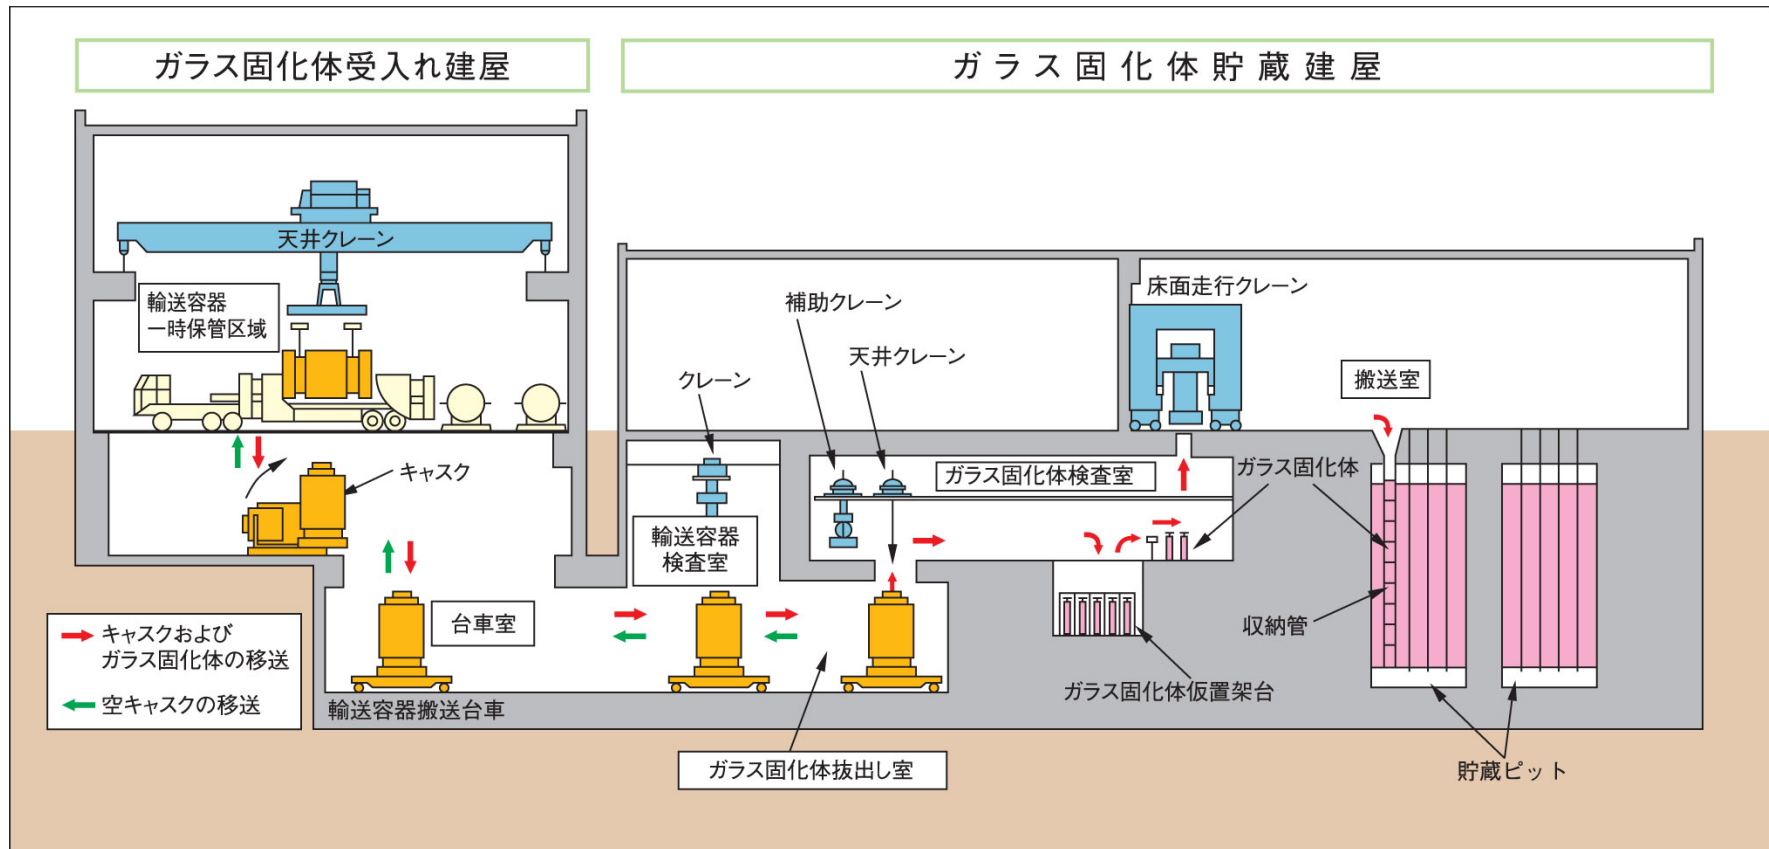 ガラス固化体受入れ建屋
ガラス固化体貯蔵建屋
天井クレーン
輸送容器
一時保管区域
キャスク
台車室
輸送容器搬送台車
キャスクおよび
ガラス固化体の移送
空キャスクの移送
クレーン
輸送容器
検査室
補助クレーン
天井クレーン
ガラス固化体検査室
床面走行クレーン
搬送室
ガラス固化体
収納管
ガラス固化体仮置架台
ガラス固化体抜出し室
貯蔵ピット